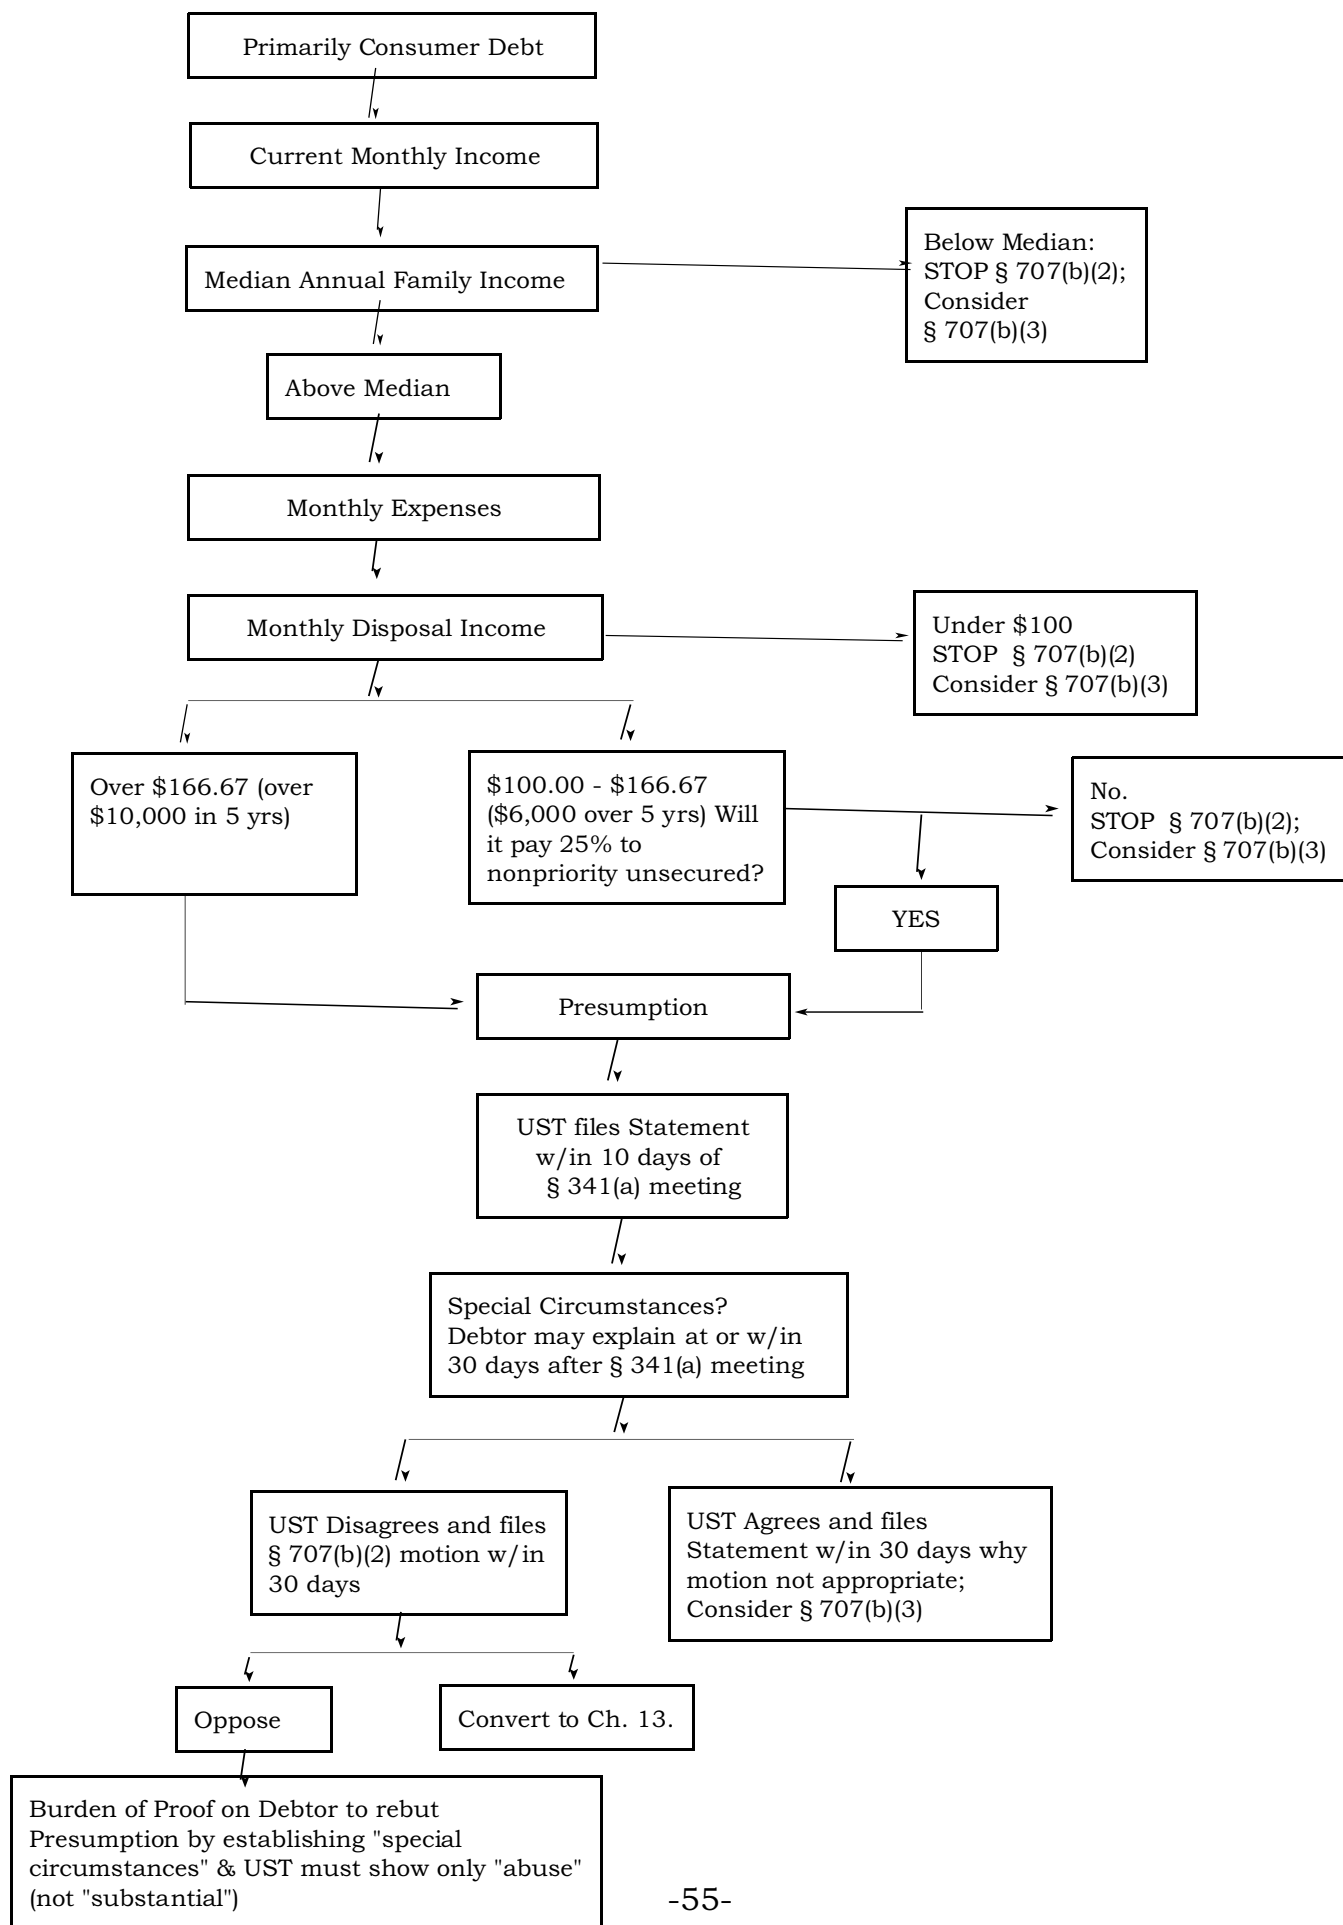 Primarily Consumer Debt
Current Monthly Income
Median Annual Family Income
Below Median:
STOP § 707(b)(2);
Consider
§ 707(b)(3)
Above Median
Monthly Expenses
Monthly Disposal Income
Under $100
STOP § 707(b)(2)
Consider § 707(b)(3)
Over $166.67 (over
$10,000 in 5 yrs)
$100.00 - $166.67
($6,000 over 5 yrs) Will
it pay 25% to
nonpriority unsecured?
No.
STOP § 707(b)(2);
Consider § 707(b)(3)
YES
Presumption
UST files Statement
w/in 10 days of
§ 341(a) meeting
Special Circumstances?
Debtor may explain at or w/in
30 days after § 341(a) meeting
UST Disagrees and files
§ 707(b)(2) motion w/in
30 days
UST Agrees and files
Statement w/in 30 days why
motion not appropriate;
Consider § 707(b)(3)
Oppose
Convert to Ch. 13.
Burden of Proof on Debtor to rebut
Presumption by establishing "special
circumstances" & UST must show only "abuse"
(not "substantial")
-55-